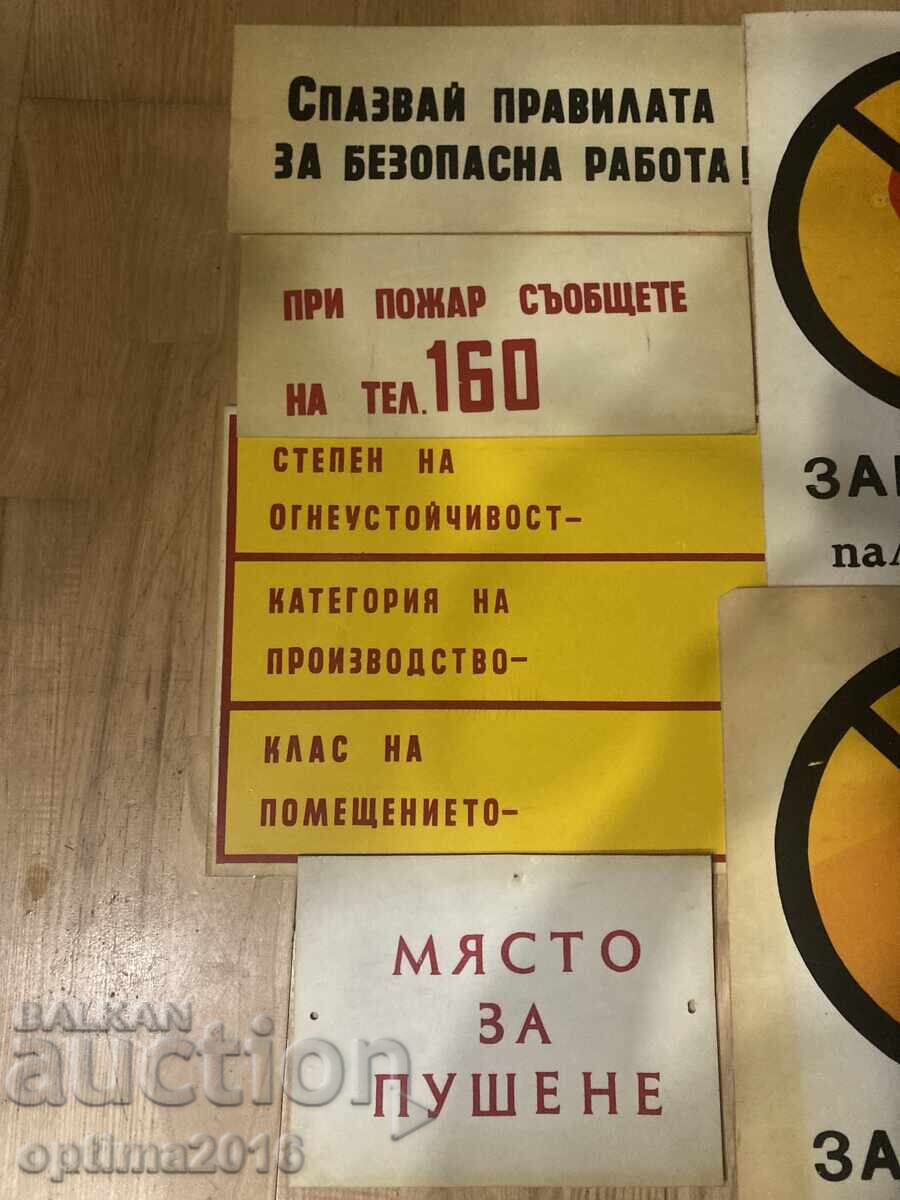 Спазвай правилата
за безопасна работа!
ПРИ ПОЖАР СЪОБЩЕТЕ
НА ТЕЛ. 160
СТЕПЕН НА
ОГНЕУСТОЙЧИВОСТ-
КАТЕГОРИЯ НА
ПРОИЗВОДСТВО-
КЛАС НА
ПОМЕЩЕНИЕТО-
МЯСТО
ЗА
ПУШЕНЕ
BALKAN
auction
optima2016